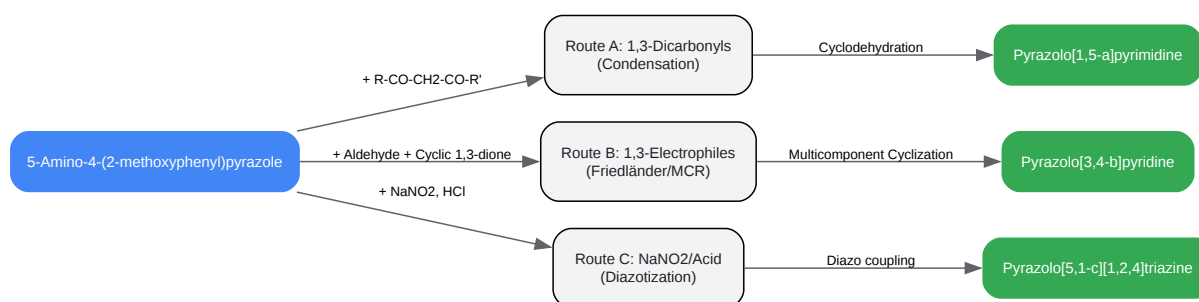 Route A: 1,3-Dicarbonyls
(Condensation)
Cyclodehydration
Pyrazolo[1,5-a]pyrimidine
+ R-CO-CH2-CO-R'
5-Amino-4-(2-methoxyphenyl)pyrazole
+ Aldehyde + Cyclic 1,3-dione
Route B: 1,3-Electrophiles
(Friedländer/MCR)
Multicomponent Cyclization
Pyrazolo[3,4-b]pyridine
+ NaNO2, HCl
Route C: NaNO2/Acid
(Diazotization)
Diazo coupling
Pyrazolo[5,1-c][1,2,4]triazine